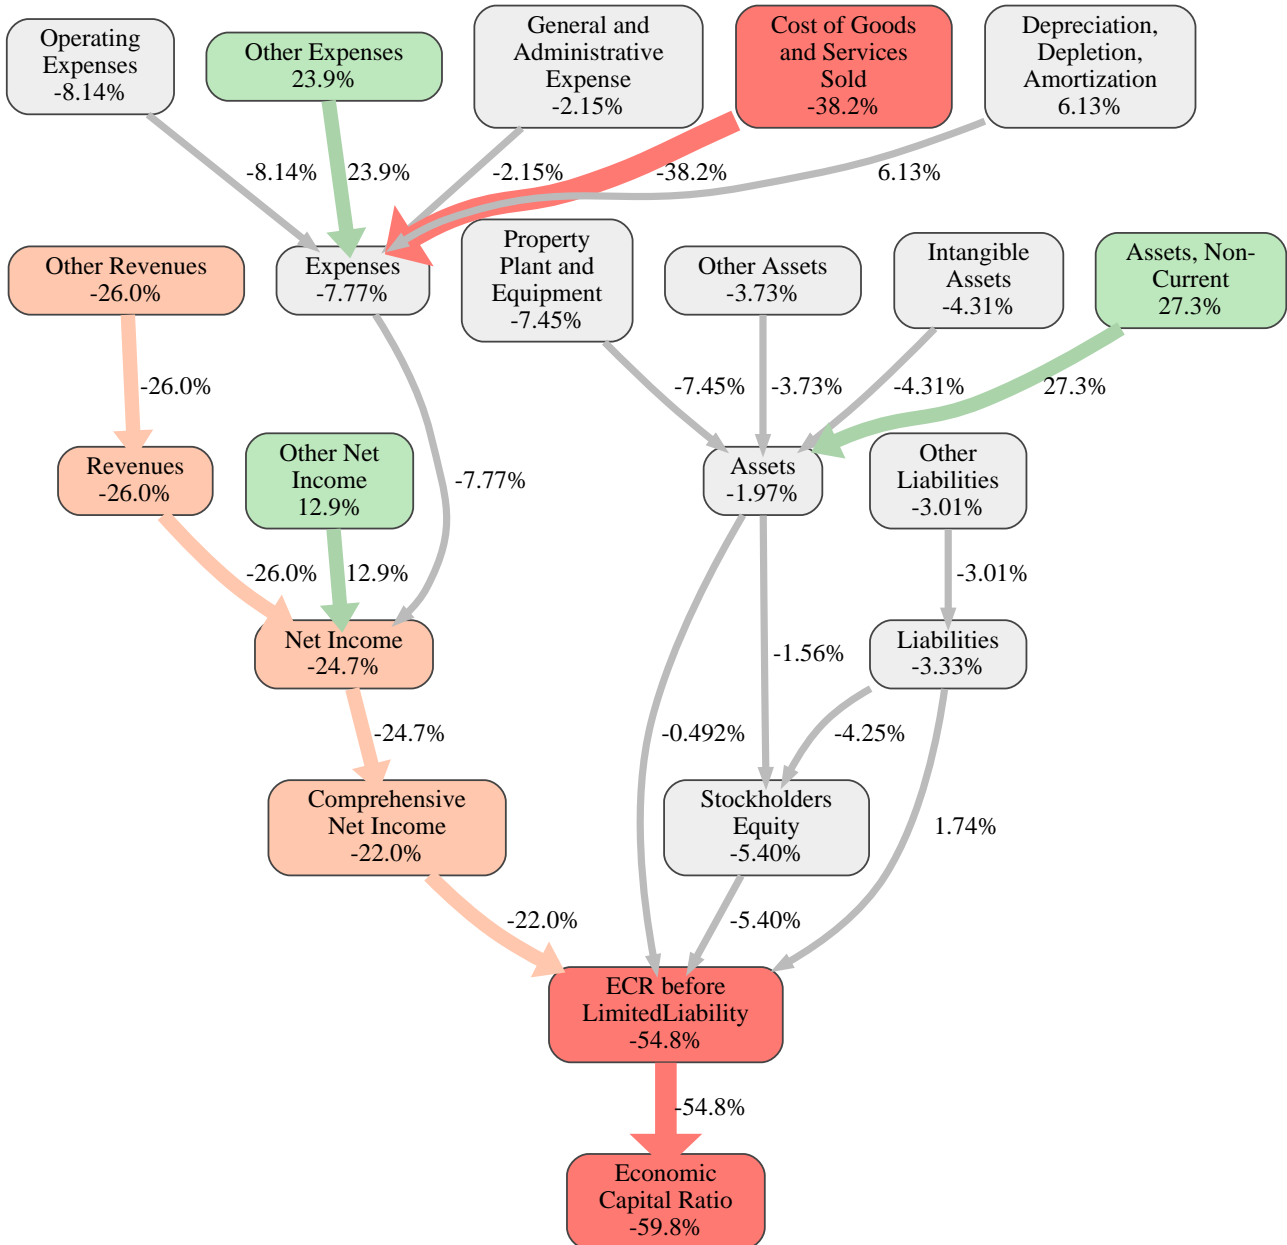 Operating
Expenses
-8.14%
Other Expenses
23.9%
General and
Administrative
Expense
-2.15%
Cost of Goods
and Services
Sold
-38.2%
Depreciation,
Depletion,
Amortization
6.13%
-8.14%
23.9%
-2.15%
-38.2%
6.13%
Other Revenues
-26.0%
Expenses
-7.77%
Property
Plant and
Equipment
-7.45%
Other Assets
-3.73%
Intangible
Assets
-4.31%
Assets, Non-
Current
27.3%
-26.0%
-7.45%
-3.73%
-4.31%
27.3%
Revenues
-26.0%
Other Net
Income
12.9%
-7.77%
Assets
-1.97%
Other
Liabilities
-3.01%
-26.0%
12.9%
-3.01%
Net Income
-24.7%
-1.56%
Liabilities
-3.33%
-24.7%
-0.492%
-4.25%
Comprehensive
Net Income
-22.0%
Stockholders
Equity
-5.40%
1.74%
-22.0%
-5.40%
ECR before
LimitedLiability
-54.8%
-54.8%
Economic
Capital Ratio
-59.8%